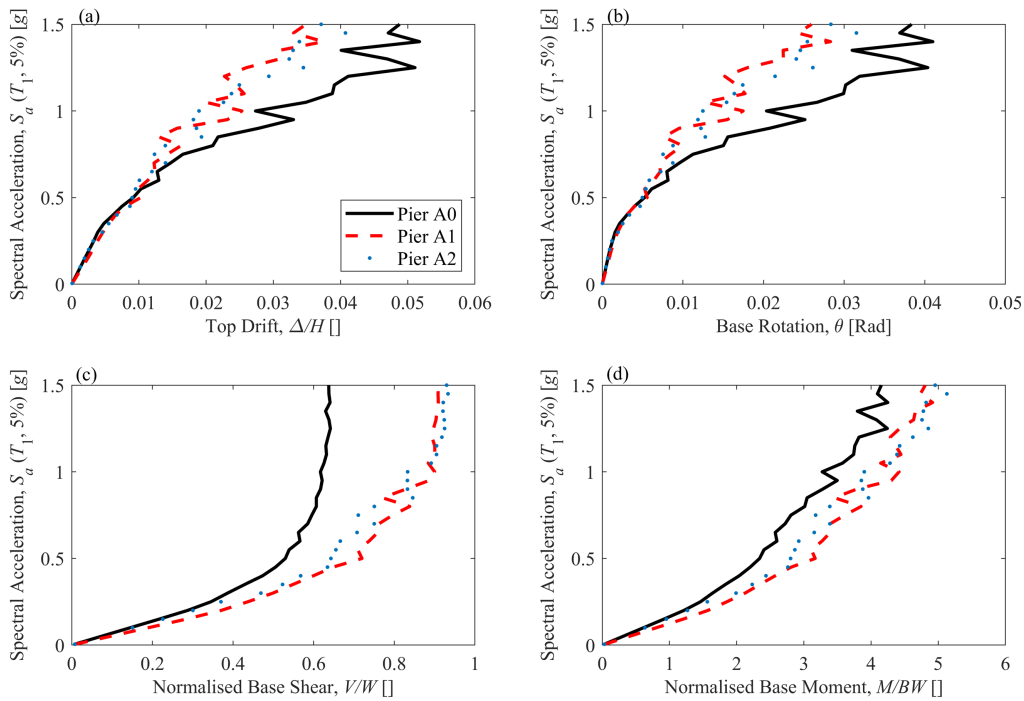 (a)
1.5
1
0.5
0
Spectral Acceleration, Sₐ (T₁, 5%) [g]
0 0.01 0.02 0.03 0.04 0.05 0.06
Top Drift, Δ/H []
Pier A0
Pier A1
Pier A2
(b)
1.5
1
0.5
0
Spectral Acceleration, Sₐ (T₁, 5%) [g]
0 0.01 0.02 0.03 0.04 0.05
Base Rotation, θ [Rad]
(c)
1.5
1
0.5
0
Spectral Acceleration, Sₐ (T₁, 5%) [g]
0 0.2 0.4 0.6 0.8 1
Normalised Base Shear, V/W []
(d)
1.5
1
0.5
0
Spectral Acceleration, Sₐ (T₁, 5%) [g]
0 1 2 3 4 5 6
Normalised Base Moment, M/BW []